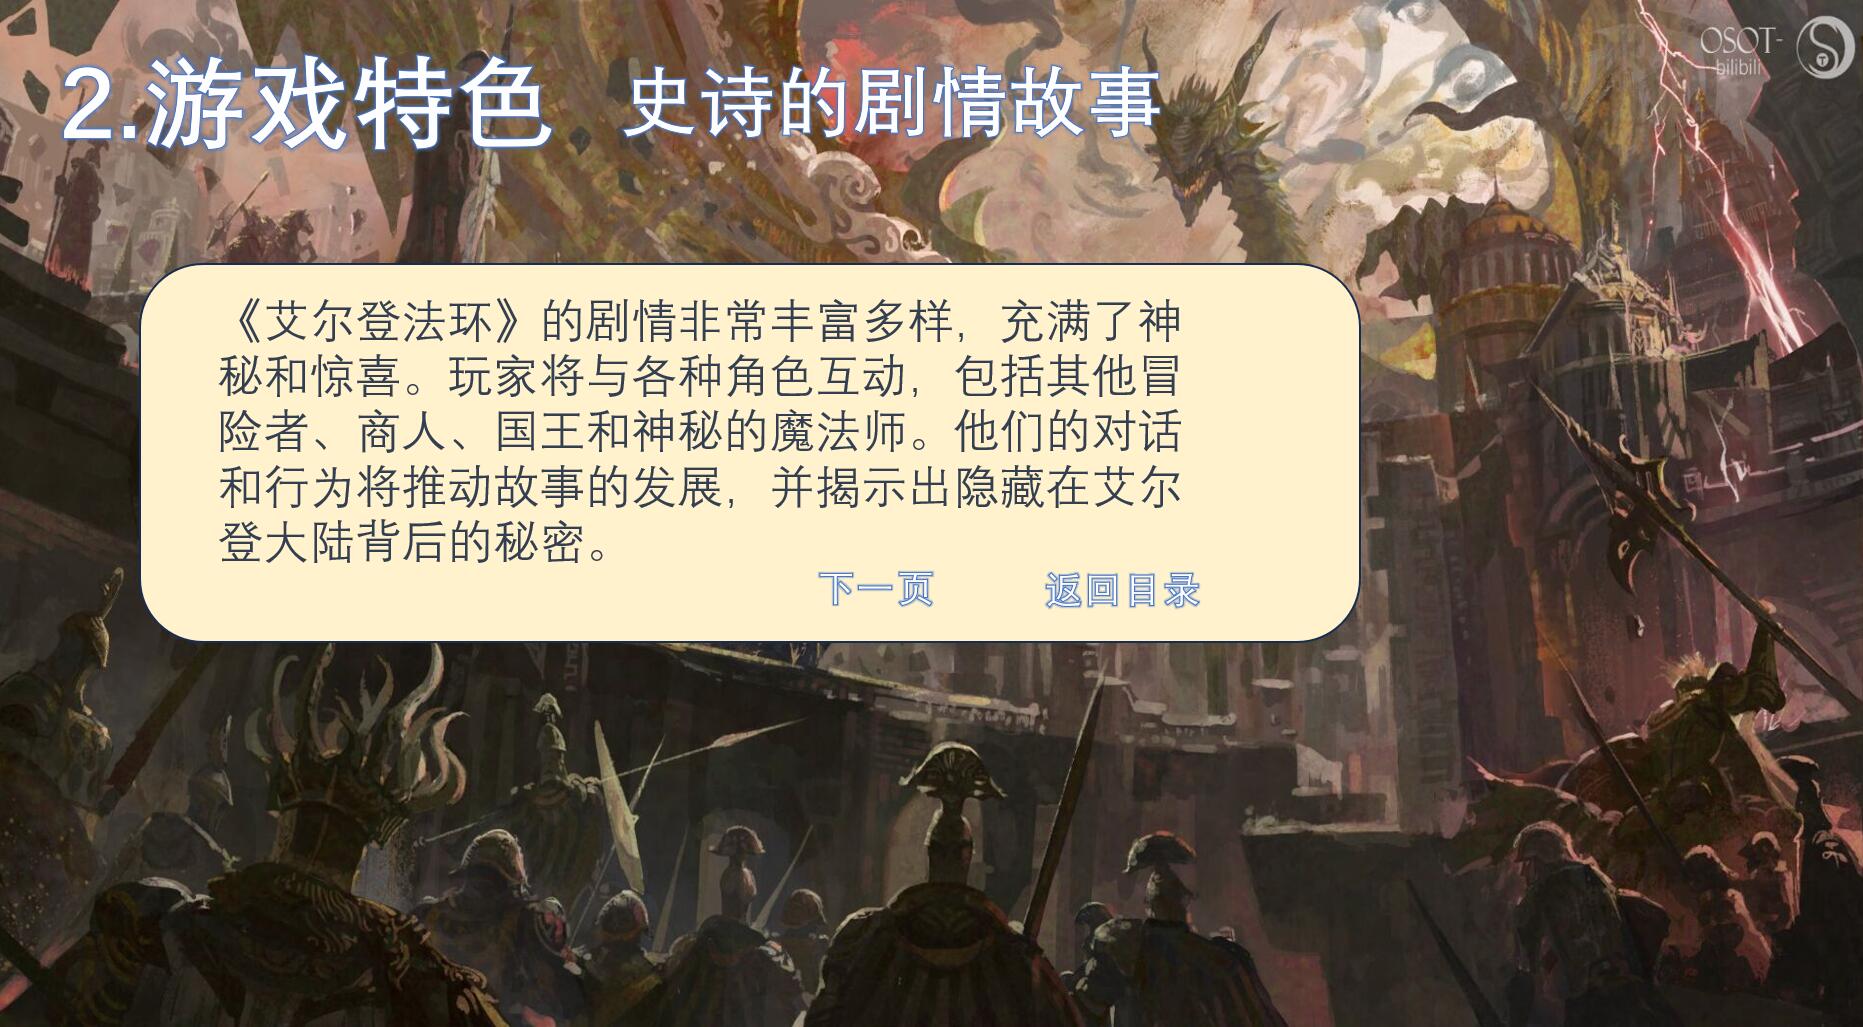 2.游戏特色 史诗的剧情故事
OSOT-
bilibili
《艾尔登法环》的剧情非常丰富多样，充满了神
秘和惊喜。玩家将与各种角色互动，包括其他冒
险者、商人、国王和神秘的魔法师。他们的对话
和行为将推动故事的发展，并揭示出隐藏在艾尔
登大陆背后的秘密。
下一页 返回目录